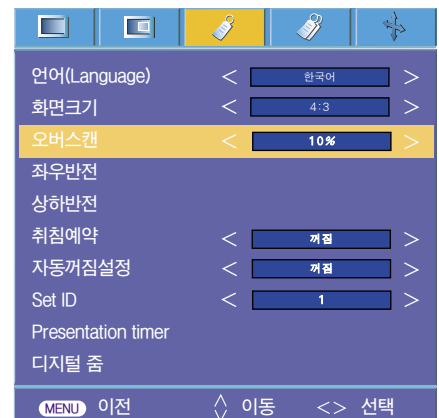 언어(Language) < 한국어 >
화면크기 < 4:3 >
오버스캔 < 10% >
좌우반전
상하반전
취침예약 < 꺼짐 >
자동꺼짐설정 < 꺼짐 >
Set ID < 1 >
Presentation timer
디지털 줌
MENU 이전 이동 <> 선택